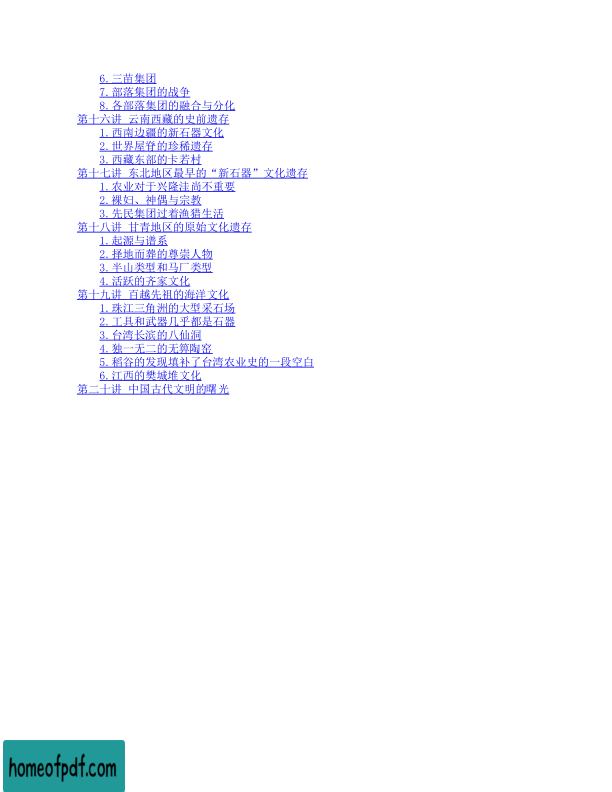 6.三苗集团
7.部落集团的战争
8.各部落集团的融合与分化
第十六讲 云南西藏的史前遗存
1.西南边疆的新石器文化
2.世界屋脊的珍稀遗存
3.西藏东部的卡若村
第十七讲 东北地区最早的“新石器”文化遗存
1.农业对于兴隆洼尚不重要
2.裸妇、神偶与宗教
3.先民集团过着渔猎生活
第十八讲 甘青地区的原始文化遗存
1.起源与谱系
2.择地而葬的尊崇人物
3.半山类型和马厂类型
4.活跃的齐家文化
第十九讲 百越先祖的海洋文化
1.珠江三角洲的大型采石场
2.工具和武器几乎都是石器
3.台湾长滨的八仙洞
4.独一无二的无箅陶窑
5.稻谷的发现填补了台湾农业史的一段空白
6.江西的樊城堆文化
第二十讲 中国古代文明的曙光
homeofpdf.com